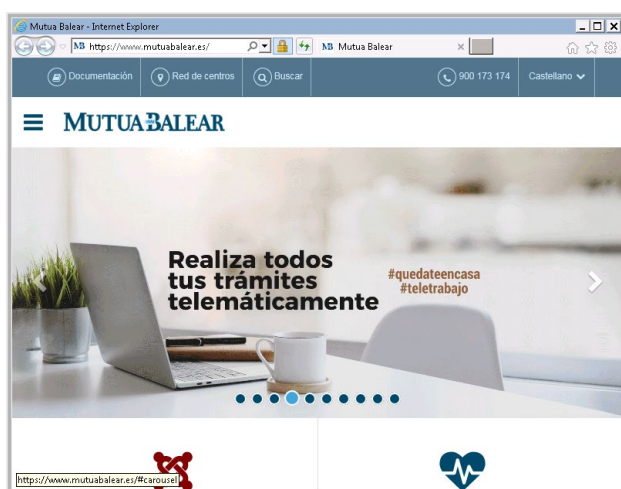 Mutua Balear - Internet Explorer
MB https://www.mutuabalear.es/
MB Mutua Balear
Documentación
Red de centros
Buscar
900 173 174
Castellano
MUTUA BALEAR
Realiza todos
tus trámites
telemáticamente
#quedateencasa
#teletrabajo
https://www.mutuabalear.es/#carousel